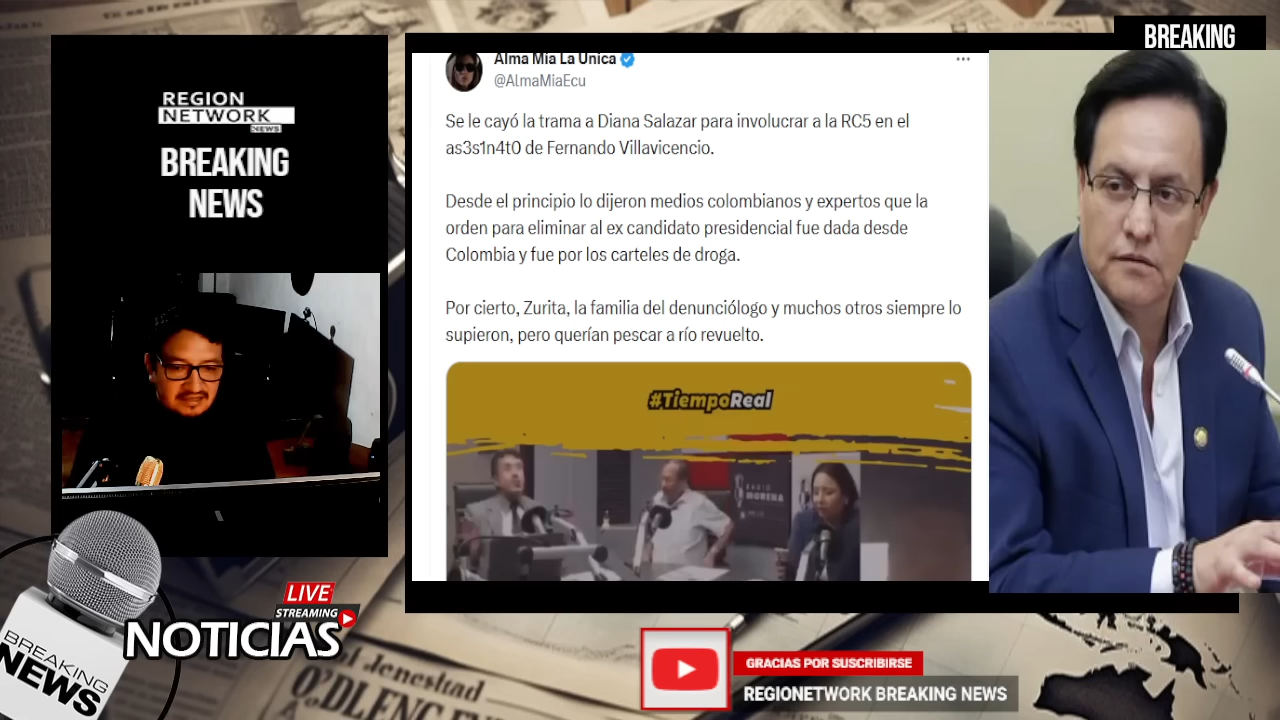 BREAKING
REGION
NETWORK
NEWS
BREAKING
NEWS
Alma Mía La Unica
@AlmaMiaEcu
Se le cayó la trama a Diana Salazar para involucrar a la RC5 en el
as3s1n4t0 de Fernando Villavicencio.
Desde el principio lo dijeron medios colombianos y expertos que la
orden para eliminar al ex candidato presidencial fue dada desde
Colombia y fue por los carteles de droga.
Por cierto, Zurita, la familia del denunciólogo y muchos otros siempre lo
supieron, pero querían pescar a río revuelto.
#TiempoReal
RADIO
MORENA
LIVE
STREAMING
NOTICIAS
BREAKING
NEWS
GRACIAS POR SUSCRIBIRSE
REGIONETWORK BREAKING NEWS